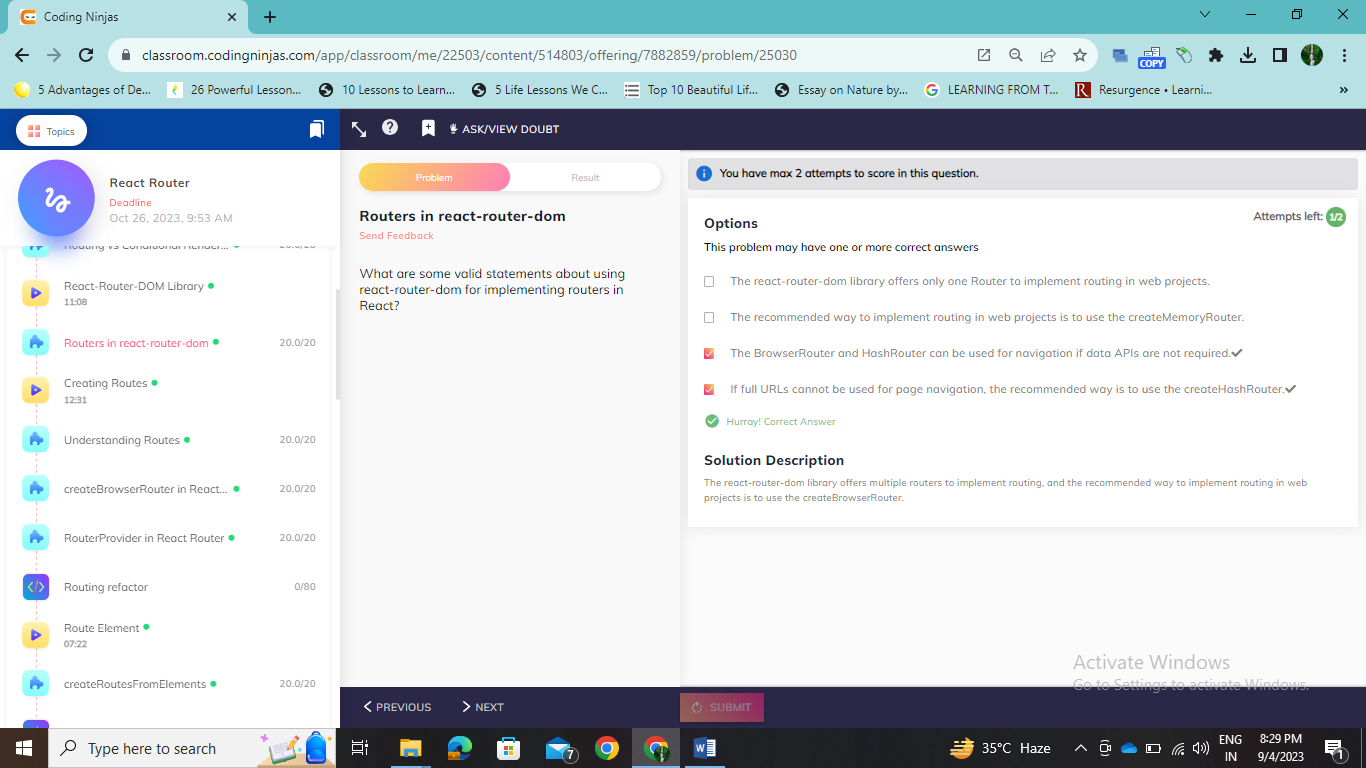 Coding Ninjas
classroom.codingninjas.com/app/classroom/me/22503/content/514803/offering/7882859/problem/25030
COPY
5 Advantages of De...
26 Powerful Lesson...
10 Lessons to Learn...
5 Life Lessons We C...
Top 10 Beautiful Lif...
Essay on Nature by...
LEARNING FROM T...
Resurgence • Learni...
Topics
ASK/VIEW DOUBT
React Router
Deadline
Oct 26, 2023, 9:53 AM
Routing vs Conditional Render... 20.0/20
React-Router-DOM Library
11:08
Routers in react-router-dom 20.0/20
Creating Routes
12:31
Understanding Routes 20.0/20
createBrowserRouter in React... 20.0/20
RouterProvider in React Router 20.0/20
Routing refactor 0/80
Route Element
07:22
createRoutesFromElements 20.0/20
Problem
Result
Routers in react-router-dom
Send Feedback
What are some valid statements about using
react-router-dom for implementing routers in
React?
You have max 2 attempts to score in this question.
Options
Attempts left: 1/2
This problem may have one or more correct answers
The react-router-dom library offers only one Router to implement routing in web projects.
The recommended way to implement routing in web projects is to use the createMemoryRouter.
The BrowserRouter and HashRouter can be used for navigation if data APIs are not required.
If full URLs cannot be used for page navigation, the recommended way is to use the createHashRouter.
Hurray! Correct Answer
Solution Description
The react-router-dom library offers multiple routers to implement routing, and the recommended way to implement routing in web
projects is to use the createBrowserRouter.
Activate Windows
Go to Settings to activate Windows.
PREVIOUS
NEXT
SUBMIT
Type here to search
7
35°C Haze
ENG
IN
8:29 PM
9/4/2023
1